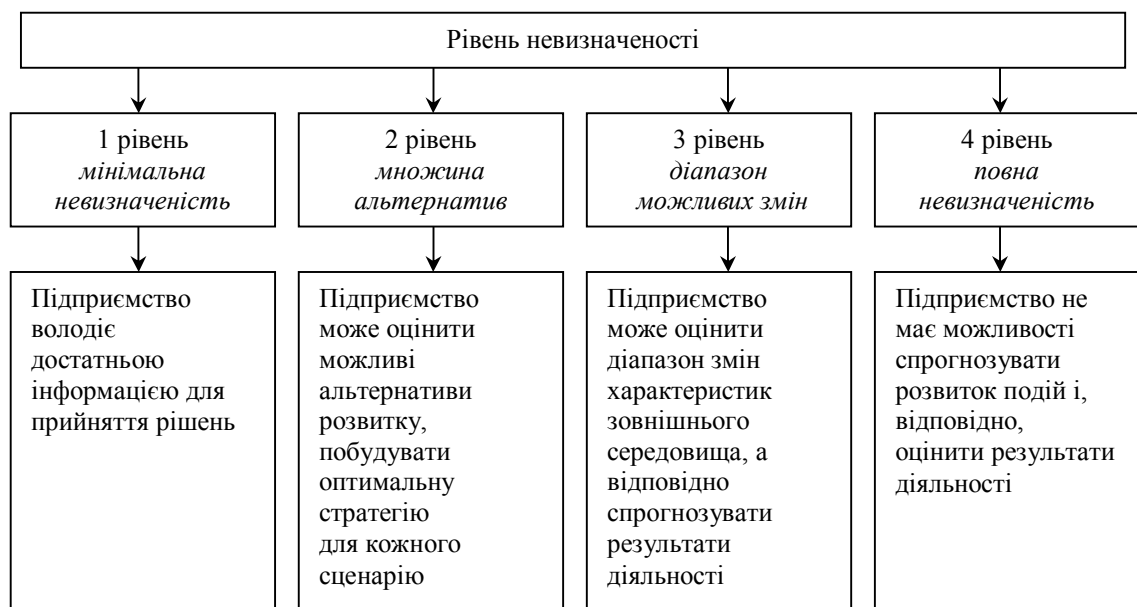 Рівень невизначеності
1 рівень
мінімальна
невизначеність
2 рівень
множина
альтернатив
3 рівень
діапазон
можливих змін
4 рівень
повна
невизначеність
Підприємство
володіє
достатньою
інформацією для
прийняття рішень
Підприємство
може оцінити
можливі
альтернативи
розвитку,
побудувати
оптимальну
стратегію
для кожного
сценарію
Підприємство
може оцінити
діапазон змін
характеристик
зовнішнього
середовища, а
відповідно
спрогнозувати
результати
діяльності
Підприємство не
має можливості
спрогнозувати
розвиток подій і,
відповідно,
оцінити результати
діяльності